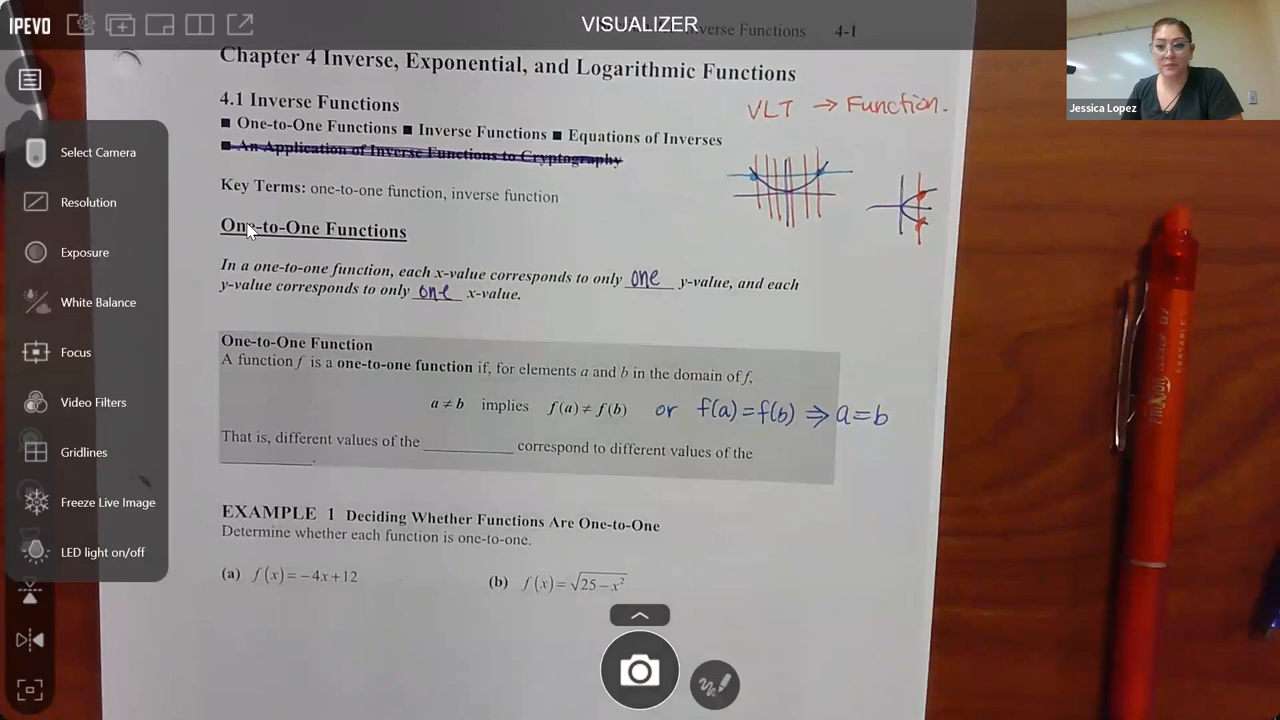 IPEVO
VISUALIZER
Inverse Functions 4-1
Chapter 4 Inverse, Exponential, and Logarithmic Functions
4.1 Inverse Functions
VLT → Function.
■ One-to-One Functions ■ Inverse Functions ■ Equations of Inverses
■ An Application of Inverse Functions to Cryptography
Key Terms: one-to-one function, inverse function
One-to-One Functions
In a one-to-one function, each x-value corresponds to only one y-value, and each
y-value corresponds to only one x-value.
One-to-One Function
A function f is a one-to-one function if, for elements a and b in the domain of f,
a ≠ b implies f(a) ≠ f(b) or f(a)=f(b) ⇒ a=b
That is, different values of the __________ correspond to different values of the
__________.
EXAMPLE 1 Deciding Whether Functions Are One-to-One
Determine whether each function is one-to-one.
(a) f(x)=−4x+12 (b) f(x)=√25−x²
Select Camera
Resolution
Exposure
White Balance
Focus
Video Filters
Gridlines
Freeze Live Image
LED light on/off
Jessica Lopez